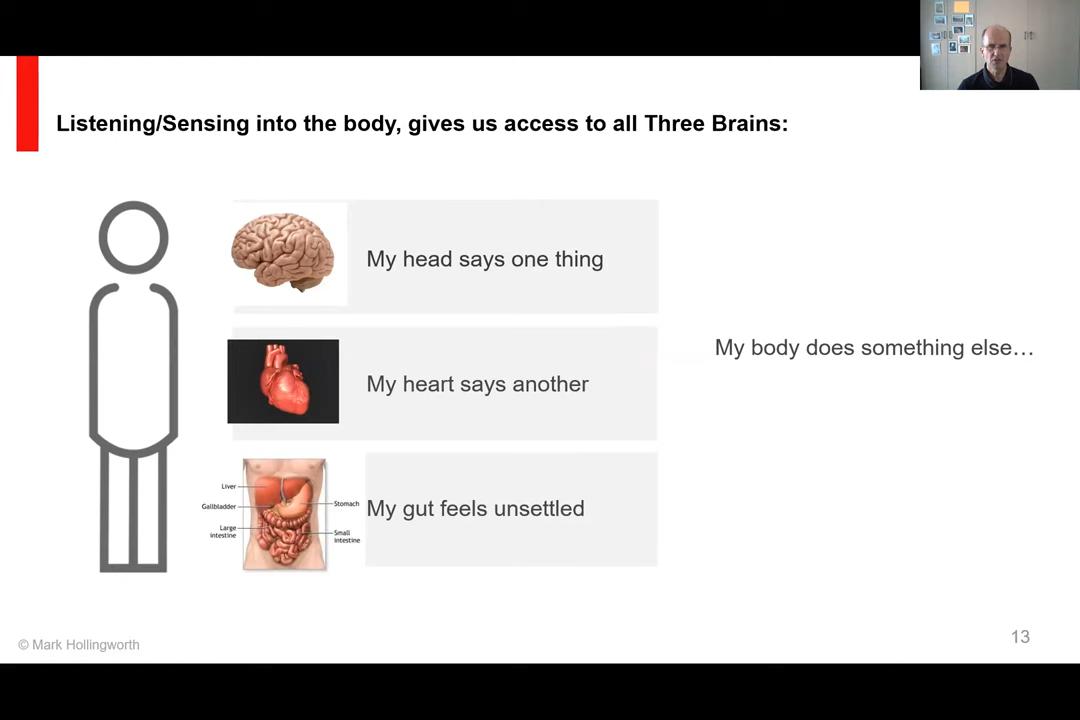 Listening/Sensing into the body, gives us access to all Three Brains:
My head says one thing
My body does something else…
My heart says another
Liver
Gallbladder
Large
intestine
Stomach
Small
intestine
My gut feels unsettled
© Mark Hollingworth
13